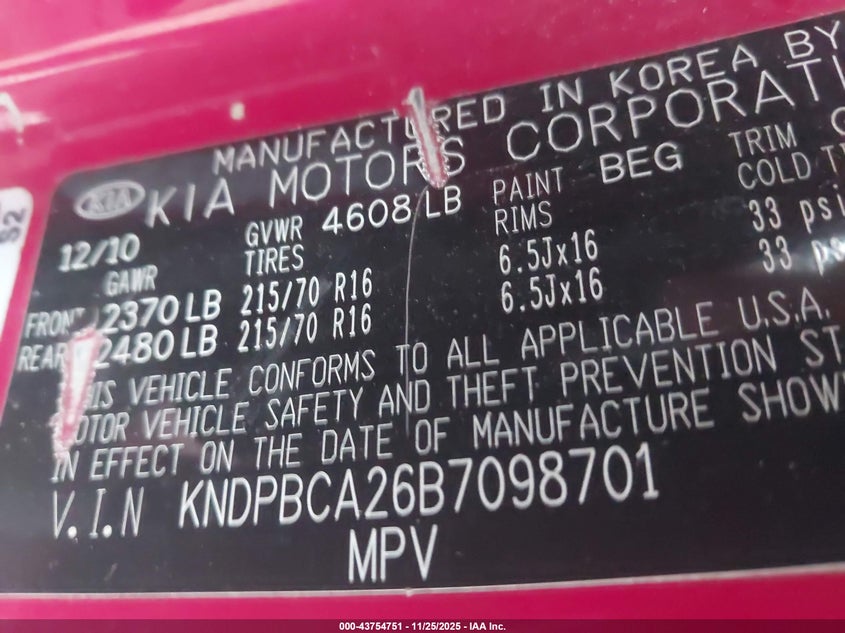 MANUFACTURED IN KOREA BY
KIA KIA MOTORS CORPORATI
12/10 GVWR 4608 LB PAINT BEG TRIM
GAWR TIRES RIMS COLD
FRONT 2370 LB 215/70 R16 6.5Jx16 33 psi
REAR 2480 LB 215/70 R16 6.5Jx16 33 ps
THIS VEHICLE CONFORMS TO ALL APPLICABLE U.S.A.
MOTOR VEHICLE SAFETY AND THEFT PREVENTION ST
IN EFFECT ON THE DATE OF MANUFACTURE SHOW
V.I.N KNDPBCA26B7098701
MPV
000-43754751 - 11/25/2025 - IAA Inc.